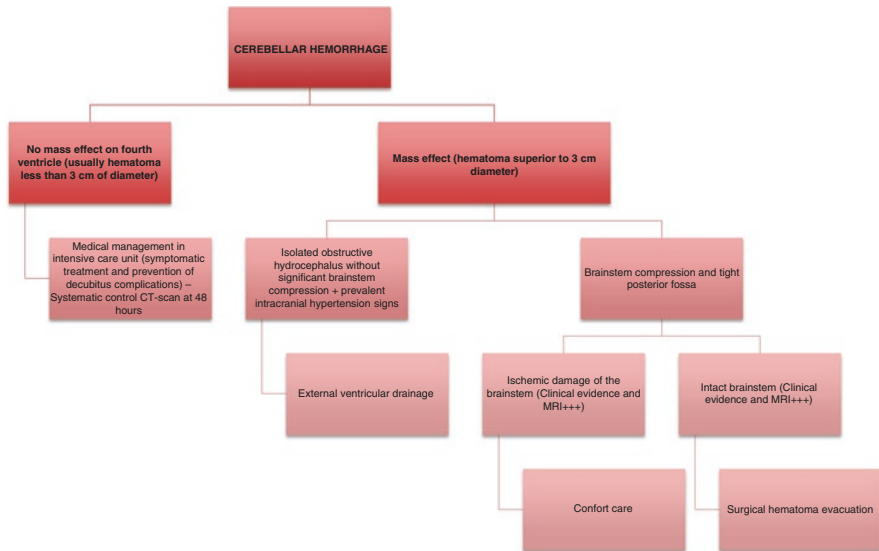 CEREBELLAR HEMORRHAGE
No mass effect on fourth
ventricle (usually hematoma
less than 3 cm of diameter)
Mass effect (hematoma superior to 3 cm
diameter)
Medical management in
intensive care unit (symptomatic
treatment and prevention of
decubitus complications) –
Systematic control CT-scan at 48
hours
Isolated obstructive
hydrocephalus without
significant brainstem
compression + prevalent
intracranial hypertension signs
Brainstem compression and tight
posterior fossa
External ventricular drainage
Ischemic damage of the
brainstem (Clinical evidence and
MRI+++)
Intact brainstem (Clinical
evidence and MRI+++)
Confort care
Surgical hematoma evacuation